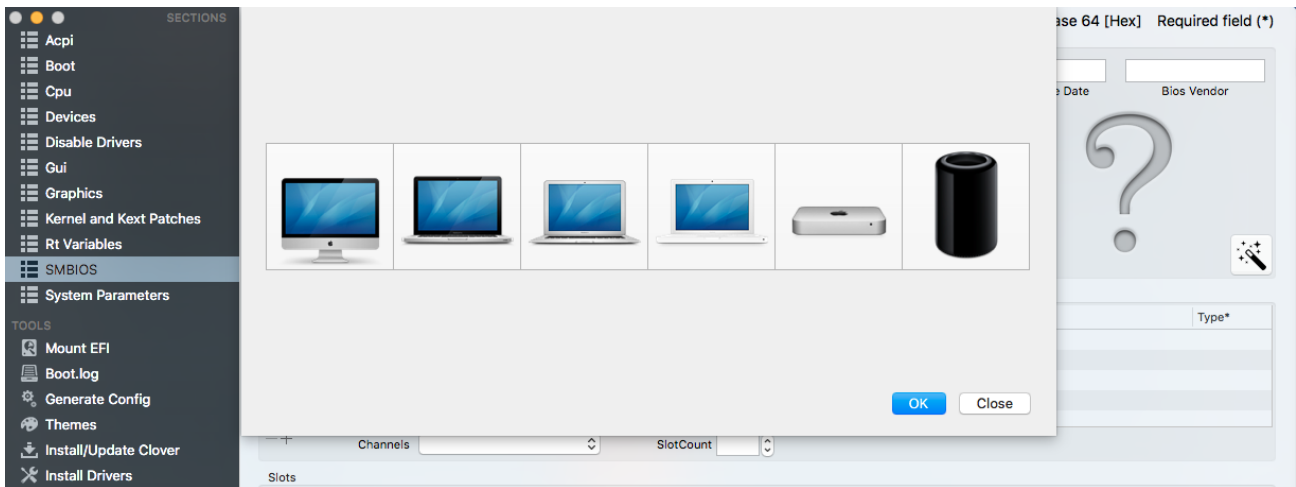 SECTIONS
Acpi
Boot
Cpu
Devices
Disable Drivers
Gui
Graphics
Kernel and Kext Patches
Rt Variables
SMBIOS
System Parameters
TOOLS
Mount EFI
Boot.log
Generate Config
Themes
Install/Update Clover
Install Drivers
ase 64 [Hex] Required field (*)
e Date Bios Vendor
Type*
OK Close
Channels SlotCount
Slots